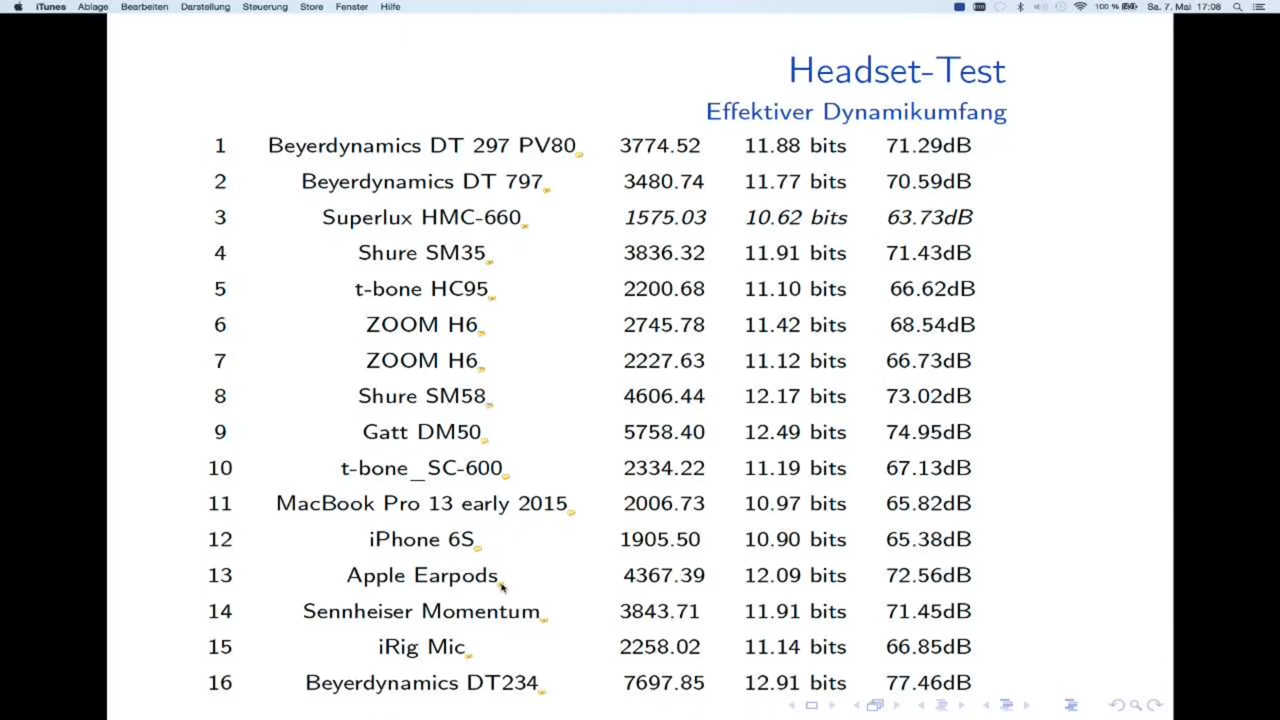 iTunes Ablage Bearbeiten Darstellung Steuerung Store Fenster Hilfe 100 % Sa. 7. Mai 17:08
Headset-Test
Effektiver Dynamikumfang
1 Beyerdynamics DT 297 PV80 3774.52 11.88 bits 71.29dB
2 Beyerdynamics DT 797 3480.74 11.77 bits 70.59dB
3 Superlux HMC-660 1575.03 10.62 bits 63.73dB
4 Shure SM35 3836.32 11.91 bits 71.43dB
5 t-bone HC95 2200.68 11.10 bits 66.62dB
6 ZOOM H6 2745.78 11.42 bits 68.54dB
7 ZOOM H6 2227.63 11.12 bits 66.73dB
8 Shure SM58 4606.44 12.17 bits 73.02dB
9 Gatt DM50 5758.40 12.49 bits 74.95dB
10 t-bone_SC-600 2334.22 11.19 bits 67.13dB
11 MacBook Pro 13 early 2015 2006.73 10.97 bits 65.82dB
12 iPhone 6S 1905.50 10.90 bits 65.38dB
13 Apple Earpods 4367.39 12.09 bits 72.56dB
14 Sennheiser Momentum 3843.71 11.91 bits 71.45dB
15 iRig Mic 2258.02 11.14 bits 66.85dB
16 Beyerdynamics DT234 7697.85 12.91 bits 77.46dB